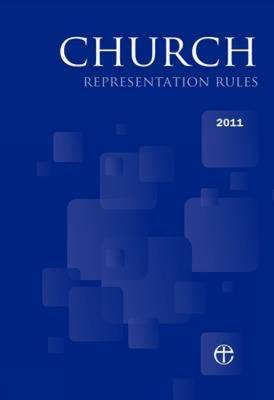 CHURCH
REPRESENTATION RULES
2011